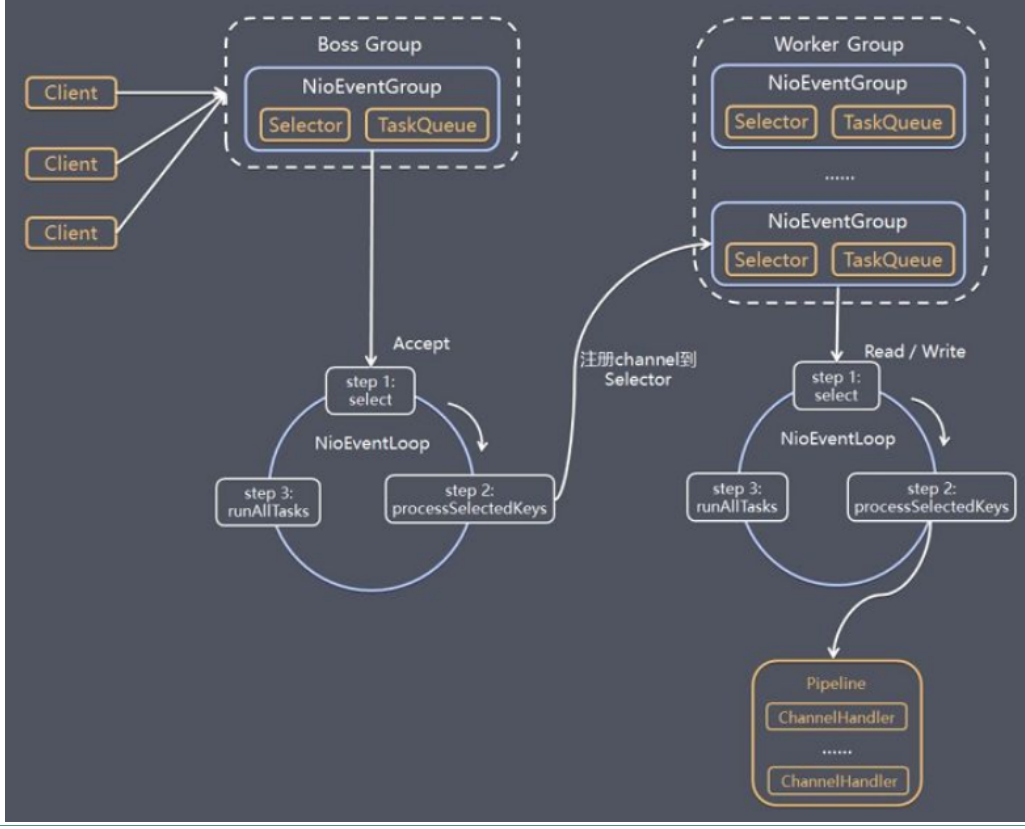 Boss Group
NioEventGroup
Selector
TaskQueue
Client
Client
Client
Worker Group
NioEventGroup
Selector
TaskQueue
......
NioEventGroup
Selector
TaskQueue
Accept
step 1:
select
NioEventLoop
step 2:
processSelectedKeys
step 3:
runAllTasks
注册channel到
Selector
Read / Write
step 1:
select
NioEventLoop
step 2:
processSelectedKeys
step 3:
runAllTasks
Pipeline
ChannelHandler
......
ChannelHandler